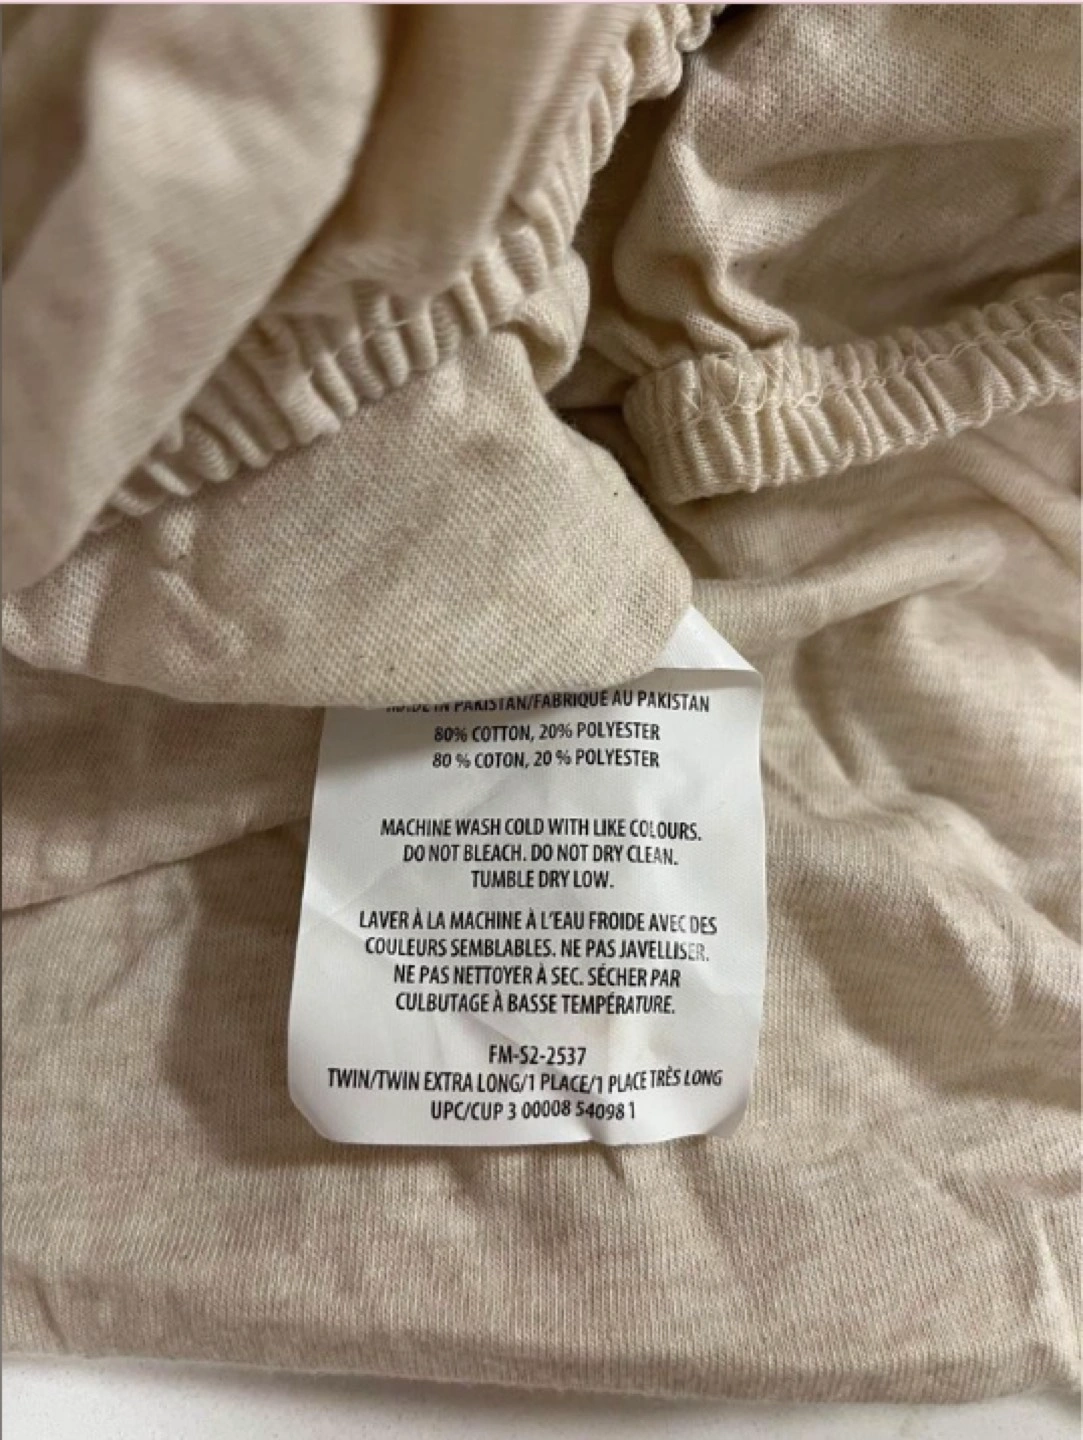 MADE IN PAKISTAN/FABRIQUÉ AU PAKISTAN
80% COTTON, 20% POLYESTER
80 % COTON, 20 % POLYESTER
MACHINE WASH COLD WITH LIKE COLOURS.
DO NOT BLEACH. DO NOT DRY CLEAN.
TUMBLE DRY LOW.
LAVER À LA MACHINE À L'EAU FROIDE AVEC DES
COULEURS SEMBLABLES. NE PAS JAVELLISER.
NE PAS NETTOYER À SEC. SÉCHER PAR
CULBUTAGE À BASSE TEMPÉRATURE.
FM-S2-2537
TWIN/TWIN EXTRA LONG/1 PLACE/1 PLACE TRÈS LONG
UPC/CUP 3 00008 54098 1